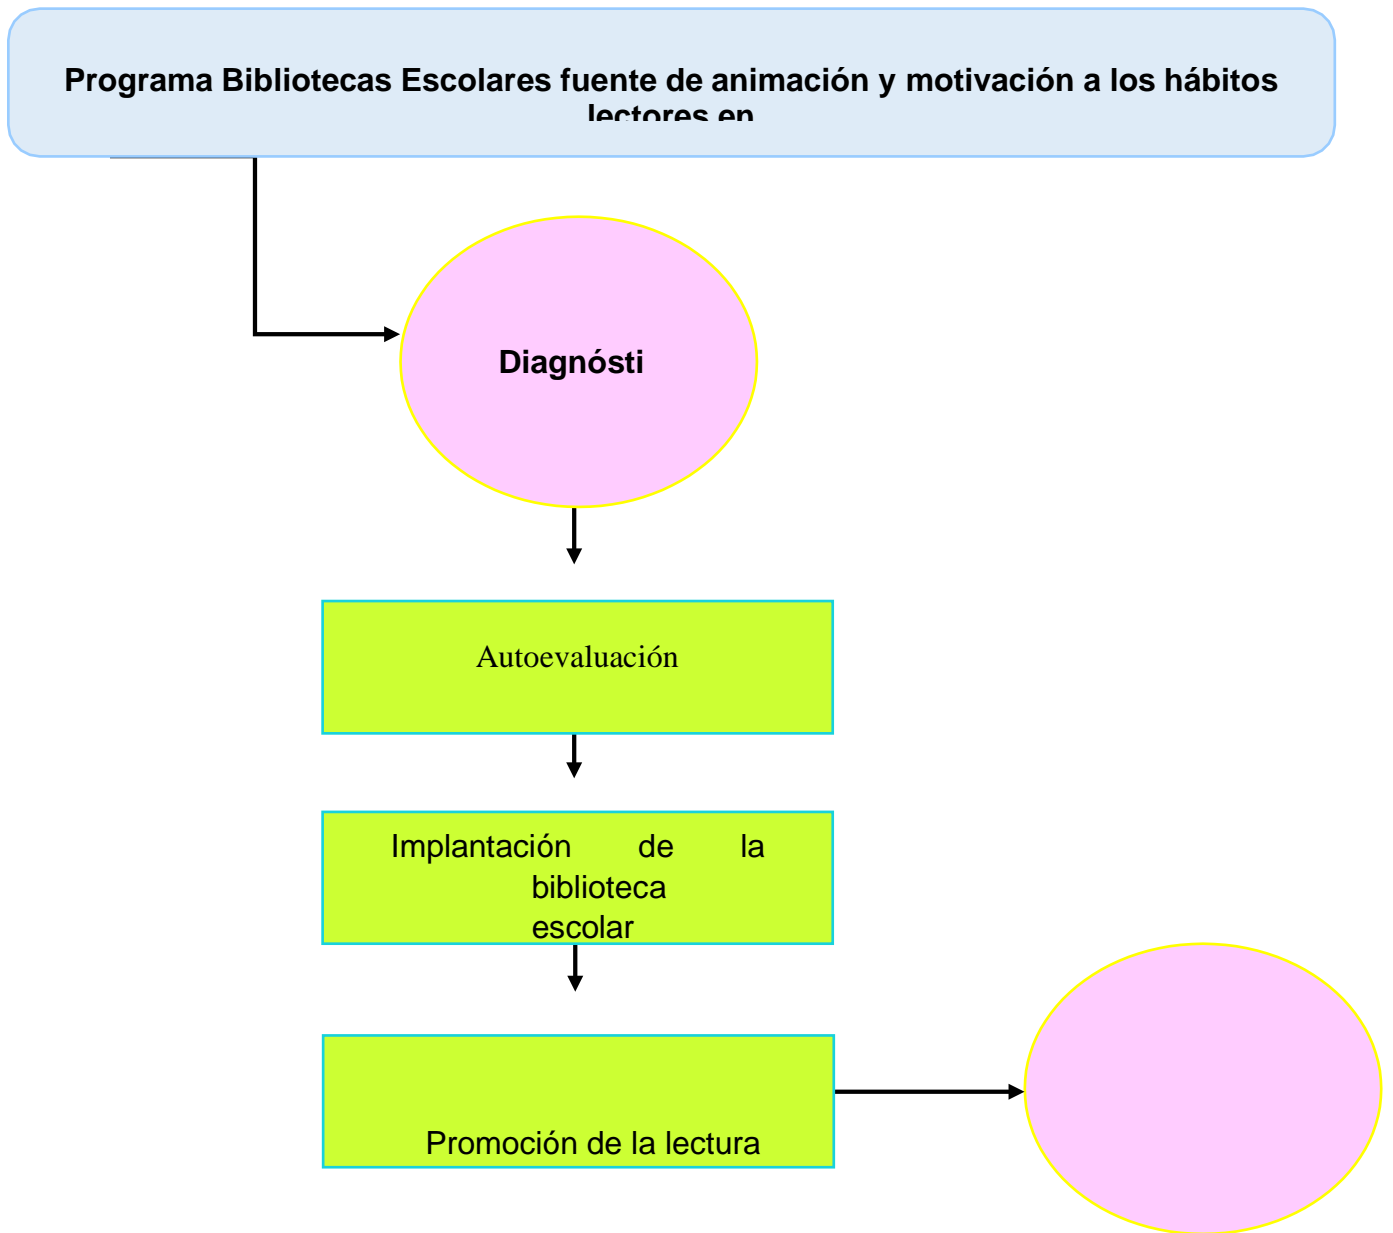 Programa Bibliotecas Escolares fuente de animación y motivación a los hábitos
lectores en
Diagnósti
Autoevaluación
Implantación de la
biblioteca
escolar
Promoción de la lectura